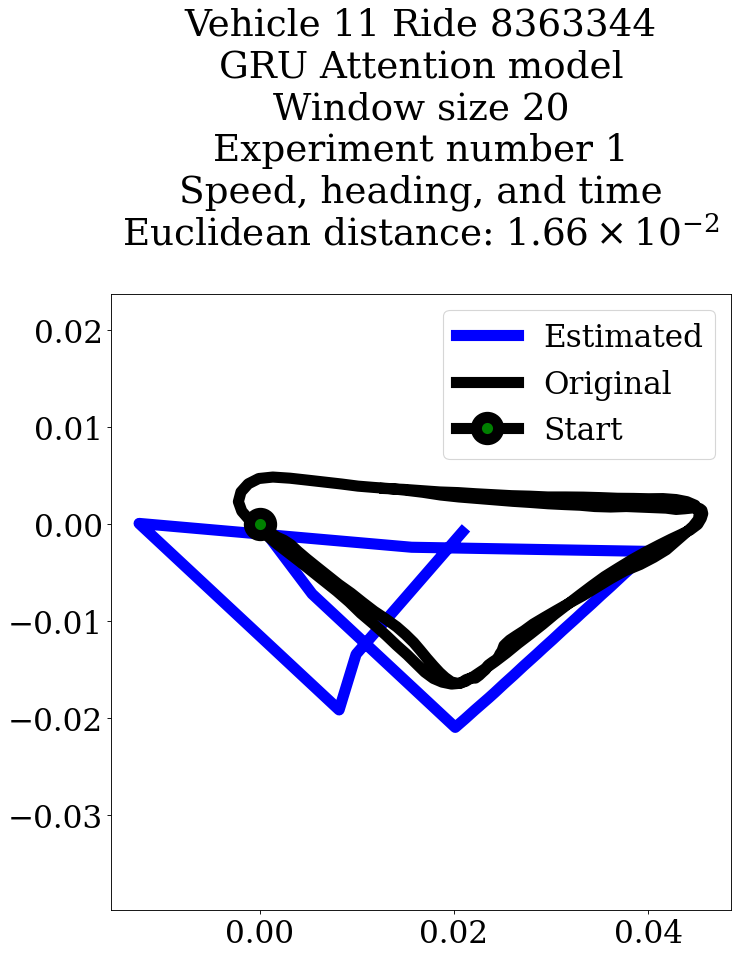 Vehicle 11 Ride 8363344
GRU Attention model
Window size 20
Experiment number 1
Speed, heading, and time
Euclidean distance: 1.66 × 10⁻²
Estimated
Original
Start
0.02
0.01
0.00
−0.01
−0.02
−0.03
0.00 0.02 0.04